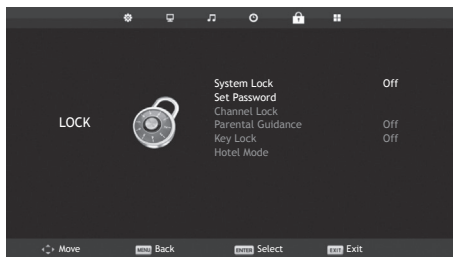 LOCK
System Lock Off
Set Password
Channel Lock
Parental Guidance Off
Key Lock Off
Hotel Mode
Move MENU Back ENTER Select EXIT Exit